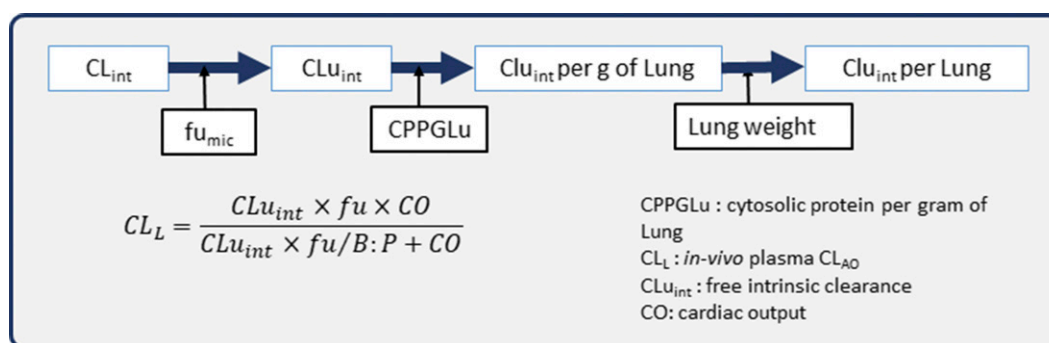 CLint CLuint Cluint per g of Lung Cluint per Lung
fumic CPPGLu Lung weight
CL_L = (CLuint × fu × CO) / (CLuint × fu/B:P + CO)
CPPGLu : cytosolic protein per gram of
Lung
CLL : in-vivo plasma CLAO
CLuint : free intrinsic clearance
CO: cardiac output